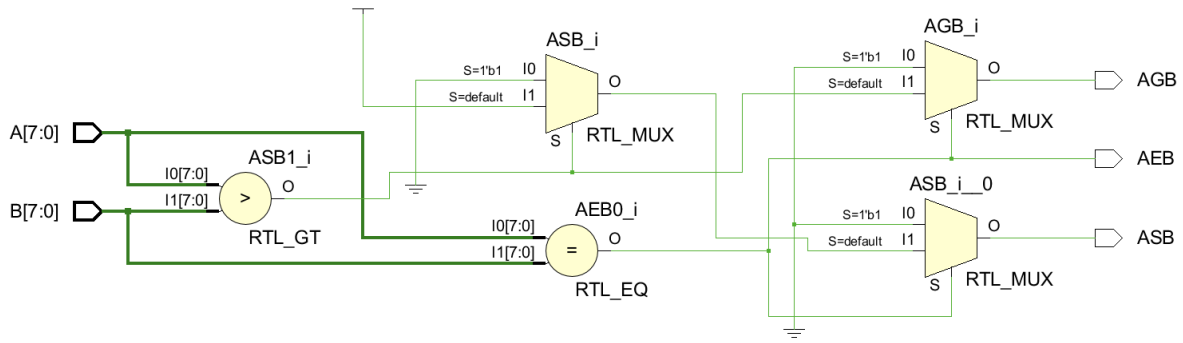 ASB_i
S=1'b1
I0
S=default
I1
O
S
RTL_MUX
AGB_i
S=1'b1
I0
S=default
I1
O
S
RTL_MUX
AGB
A[7:0]
ASB1_i
I0[7:0]
I1[7:0]
O
>
RTL_GT
B[7:0]
AEB
AEB0_i
I0[7:0]
I1[7:0]
O
=
RTL_EQ
ASB_i__0
S=1'b1
I0
S=default
I1
O
S
RTL_MUX
ASB